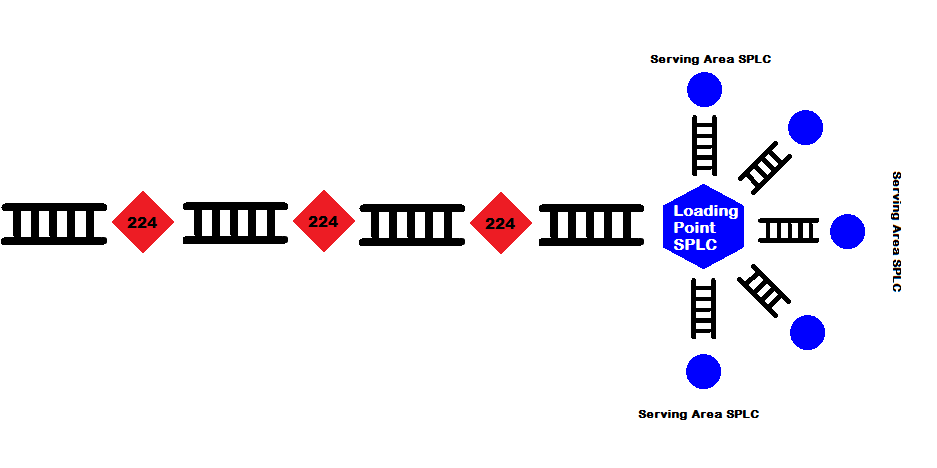 Serving Area SPLC
224
224
224
Loading
Point
SPLC
Serving Area SPLC
Serving Area SPLC